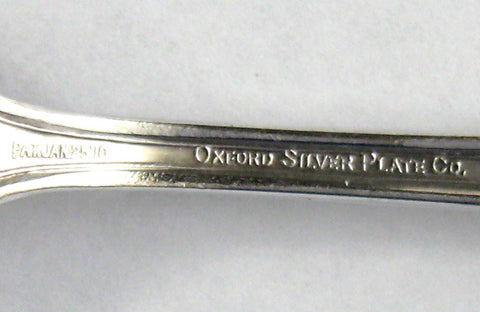 PAT.JAN.25.10
OXFORD SILVER PLATE CO.